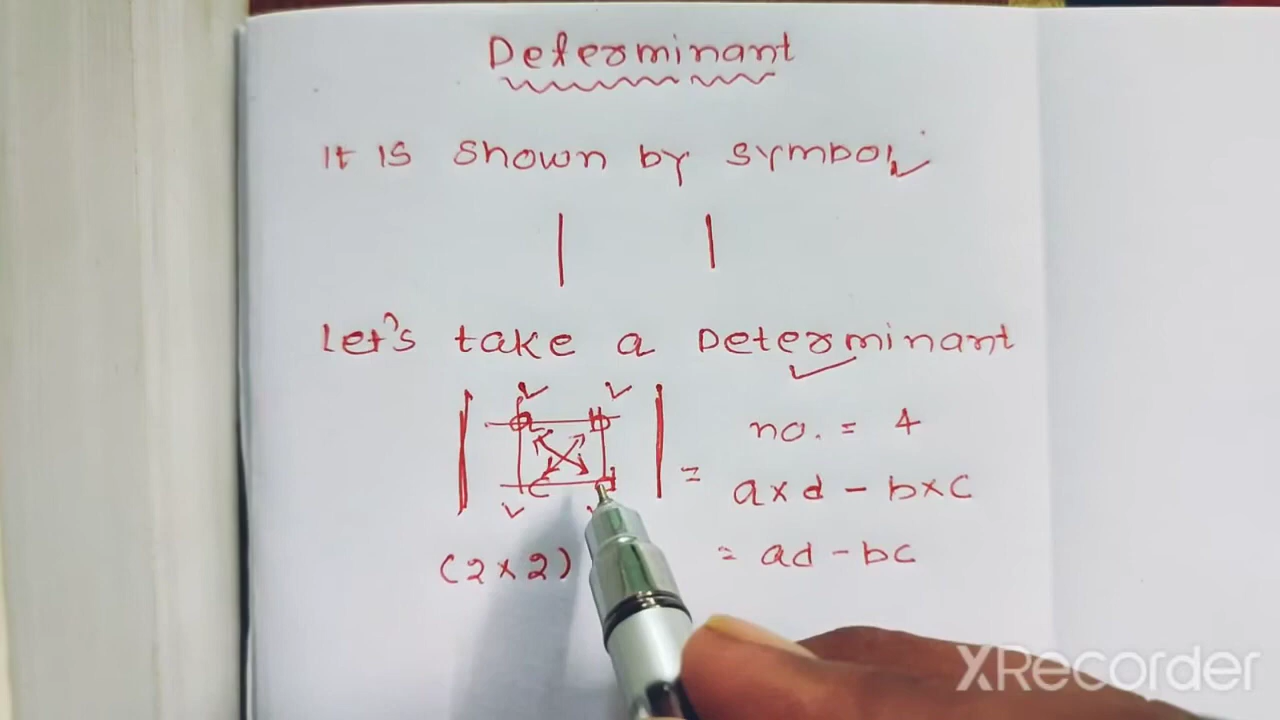 Determinant
It is shown by symbol
| |
Let's take a Determinant
| a b |
no. = 4
| c d | = a×d - b×c
(2×2) = ad - bc
XRecorder